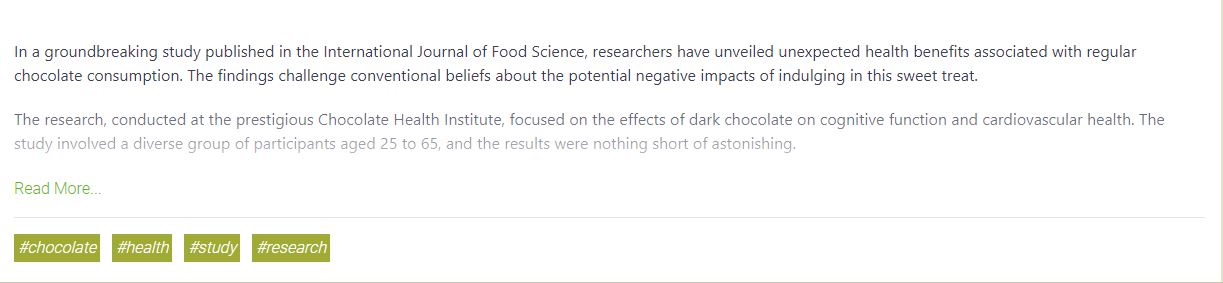 In a groundbreaking study published in the International Journal of Food Science, researchers have unveiled unexpected health benefits associated with regular
chocolate consumption. The findings challenge conventional beliefs about the potential negative impacts of indulging in this sweet treat.
The research, conducted at the prestigious Chocolate Health Institute, focused on the effects of dark chocolate on cognitive function and cardiovascular health. The
study involved a diverse group of participants aged 25 to 65, and the results were nothing short of astonishing.
Read More...
#chocolate #health #study #research